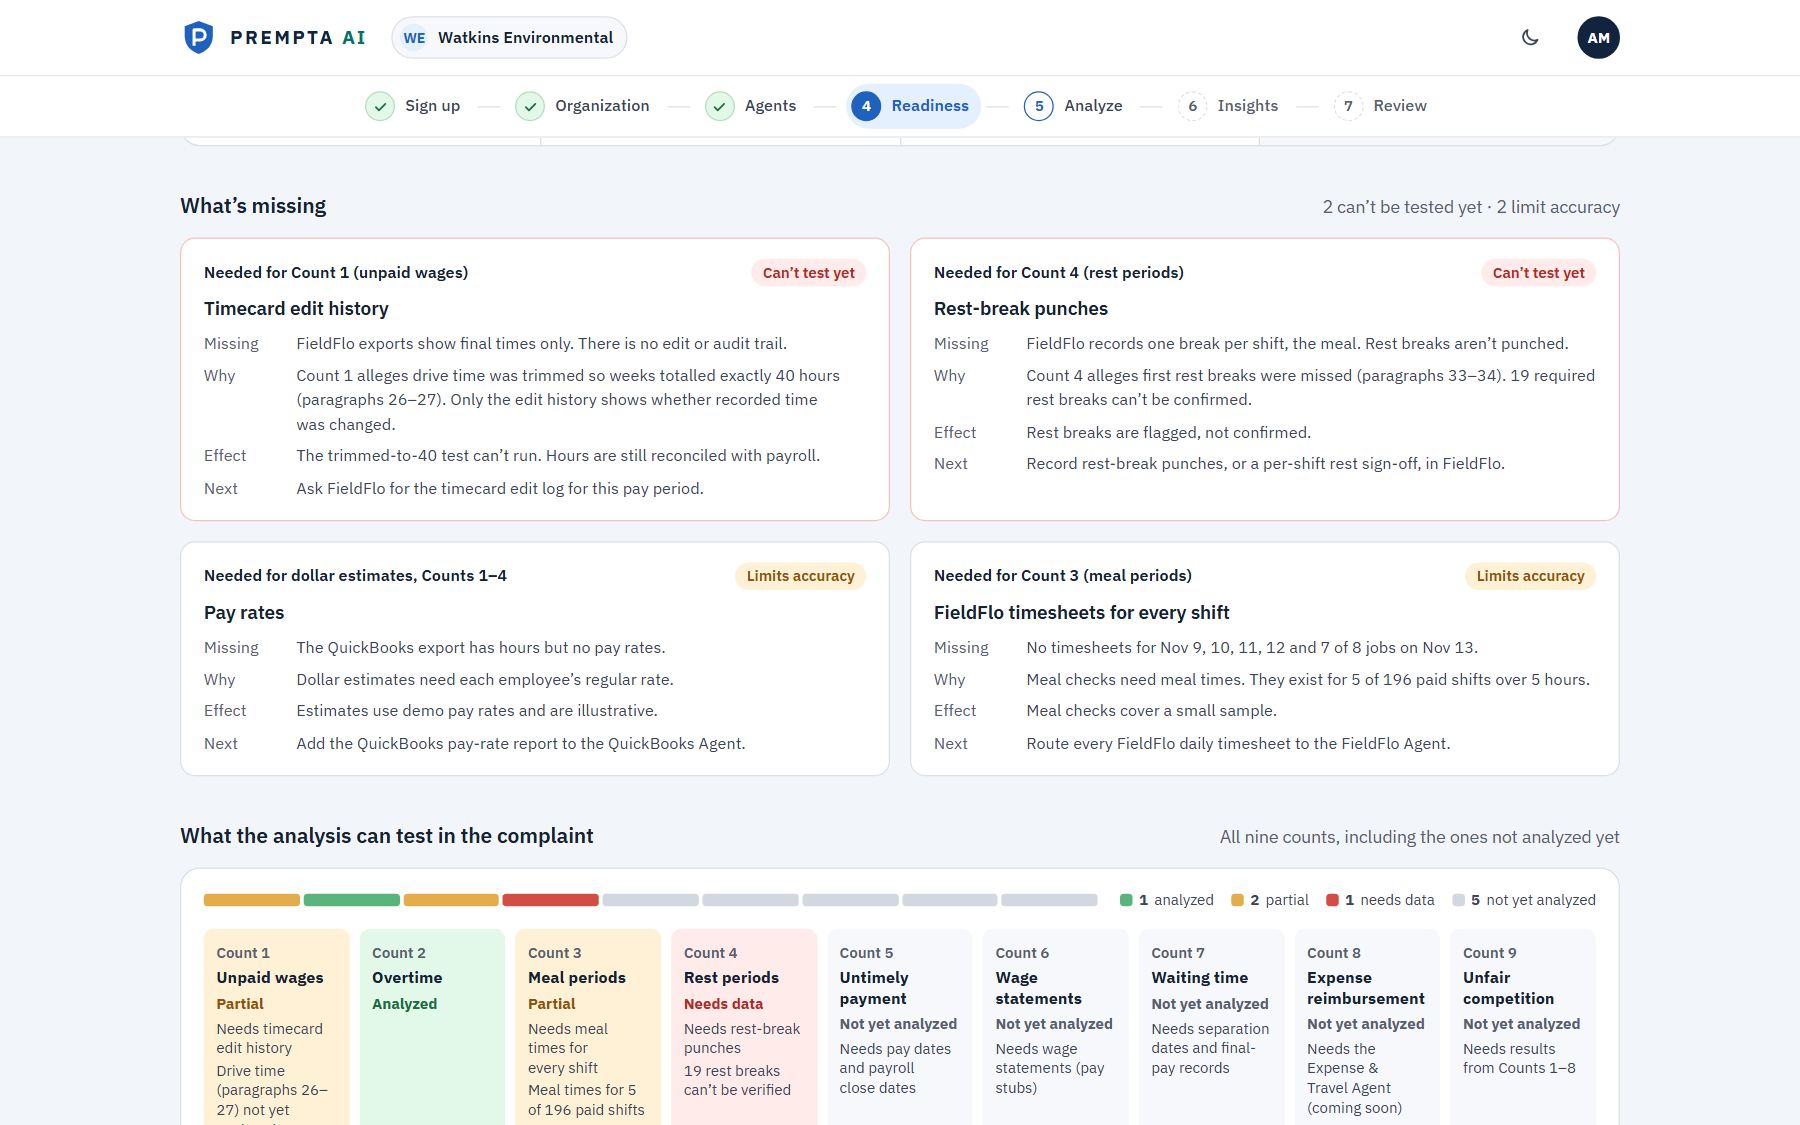 PREMPTA AI
WE Watkins Environmental
AM
Sign up
Organization
Agents
4 Readiness
5 Analyze
6 Insights
7 Review
What’s missing
2 can’t be tested yet · 2 limit accuracy
Needed for Count 1 (unpaid wages)
Can’t test yet
Timecard edit history
Missing FieldFlo exports show final times only. There is no edit or audit trail.
Why Count 1 alleges drive time was trimmed so weeks totalled exactly 40 hours
(paragraphs 26–27). Only the edit history shows whether recorded time
was changed.
Effect The trimmed-to-40 test can’t run. Hours are still reconciled with payroll.
Next Ask FieldFlo for the timecard edit log for this pay period.
Needed for Count 4 (rest periods)
Can’t test yet
Rest-break punches
Missing FieldFlo records one break per shift, the meal. Rest breaks aren’t punched.
Why Count 4 alleges first rest breaks were missed (paragraphs 33–34). 19 required
rest breaks can’t be confirmed.
Effect Rest breaks are flagged, not confirmed.
Next Record rest-break punches, or a per-shift rest sign-off, in FieldFlo.
Needed for dollar estimates, Counts 1–4
Limits accuracy
Pay rates
Missing The QuickBooks export has hours but no pay rates.
Why Dollar estimates need each employee’s regular rate.
Effect Estimates use demo pay rates and are illustrative.
Next Add the QuickBooks pay-rate report to the QuickBooks Agent.
Needed for Count 3 (meal periods)
Limits accuracy
FieldFlo timesheets for every shift
Missing No timesheets for Nov 9, 10, 11, 12 and 7 of 8 jobs on Nov 13.
Why Meal checks need meal times. They exist for 5 of 196 paid shifts over 5 hours.
Effect Meal checks cover a small sample.
Next Route every FieldFlo daily timesheet to the FieldFlo Agent.
What the analysis can test in the complaint
All nine counts, including the ones not analyzed yet
1 analyzed
2 partial
1 needs data
5 not yet analyzed
Count 1
Unpaid wages
Partial
Needs timecard
edit history
Drive time
(paragraphs 26–
27) not yet
Count 2
Overtime
Analyzed
Count 3
Meal periods
Partial
Needs meal
times for
every shift
Meal times for 5
of 196 paid shifts
Count 4
Rest periods
Needs data
Needs rest-break
punches
19 rest breaks
can’t be verified
Count 5
Untimely
payment
Not yet analyzed
Needs pay dates
and payroll
close dates
Count 6
Wage
statements
Not yet analyzed
Needs wage
statements (pay
stubs)
Count 7
Waiting time
Not yet analyzed
Needs separation
dates and final-
pay records
Count 8
Expense
reimbursement
Not yet analyzed
Needs the
Expense &
Travel Agent
(coming soon)
Count 9
Unfair
competition
Not yet analyzed
Needs results
from Counts 1–8